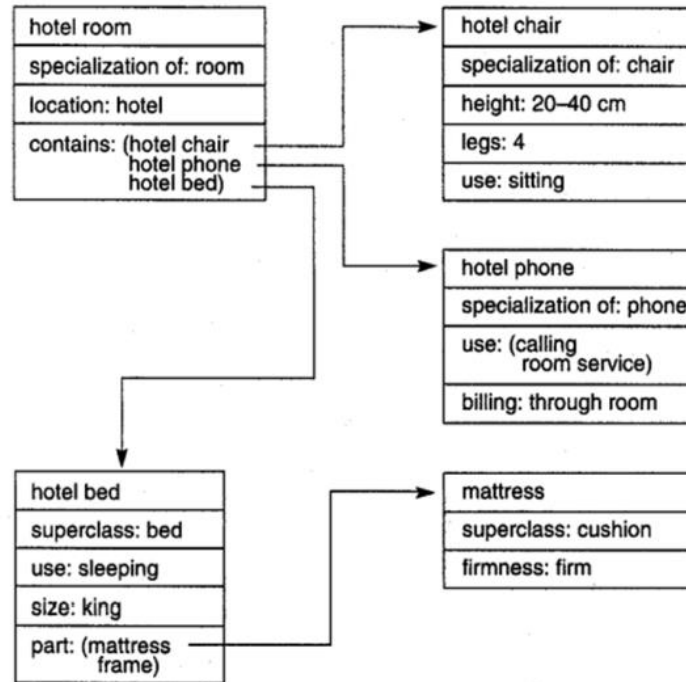 hotel room
specialization of: room
location: hotel
contains: (hotel chair
hotel phone
hotel bed)
hotel chair
specialization of: chair
height: 20–40 cm
legs: 4
use: sitting
hotel phone
specialization of: phone
use: (calling
room service)
billing: through room
hotel bed
superclass: bed
use: sleeping
size: king
part: (mattress
frame)
mattress
superclass: cushion
firmness: firm